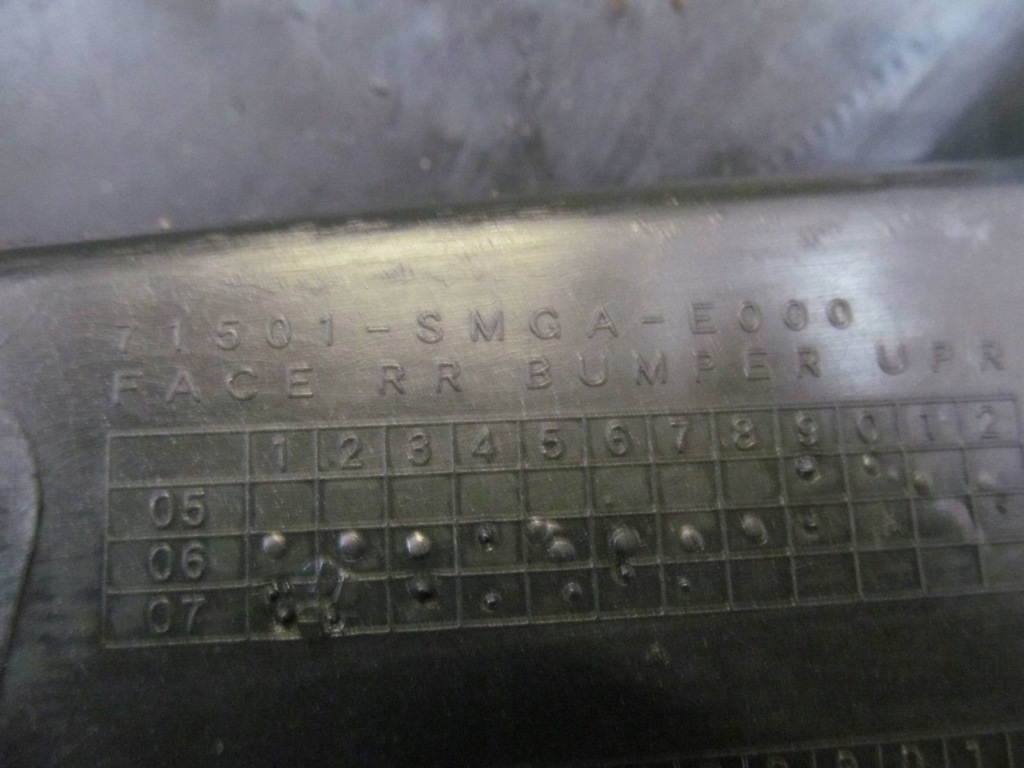 71501-SMGA-E000
FACE RR BUMPER UPR
1 2 3 4 5 6 7 8 9 0 1 2
05
06
07